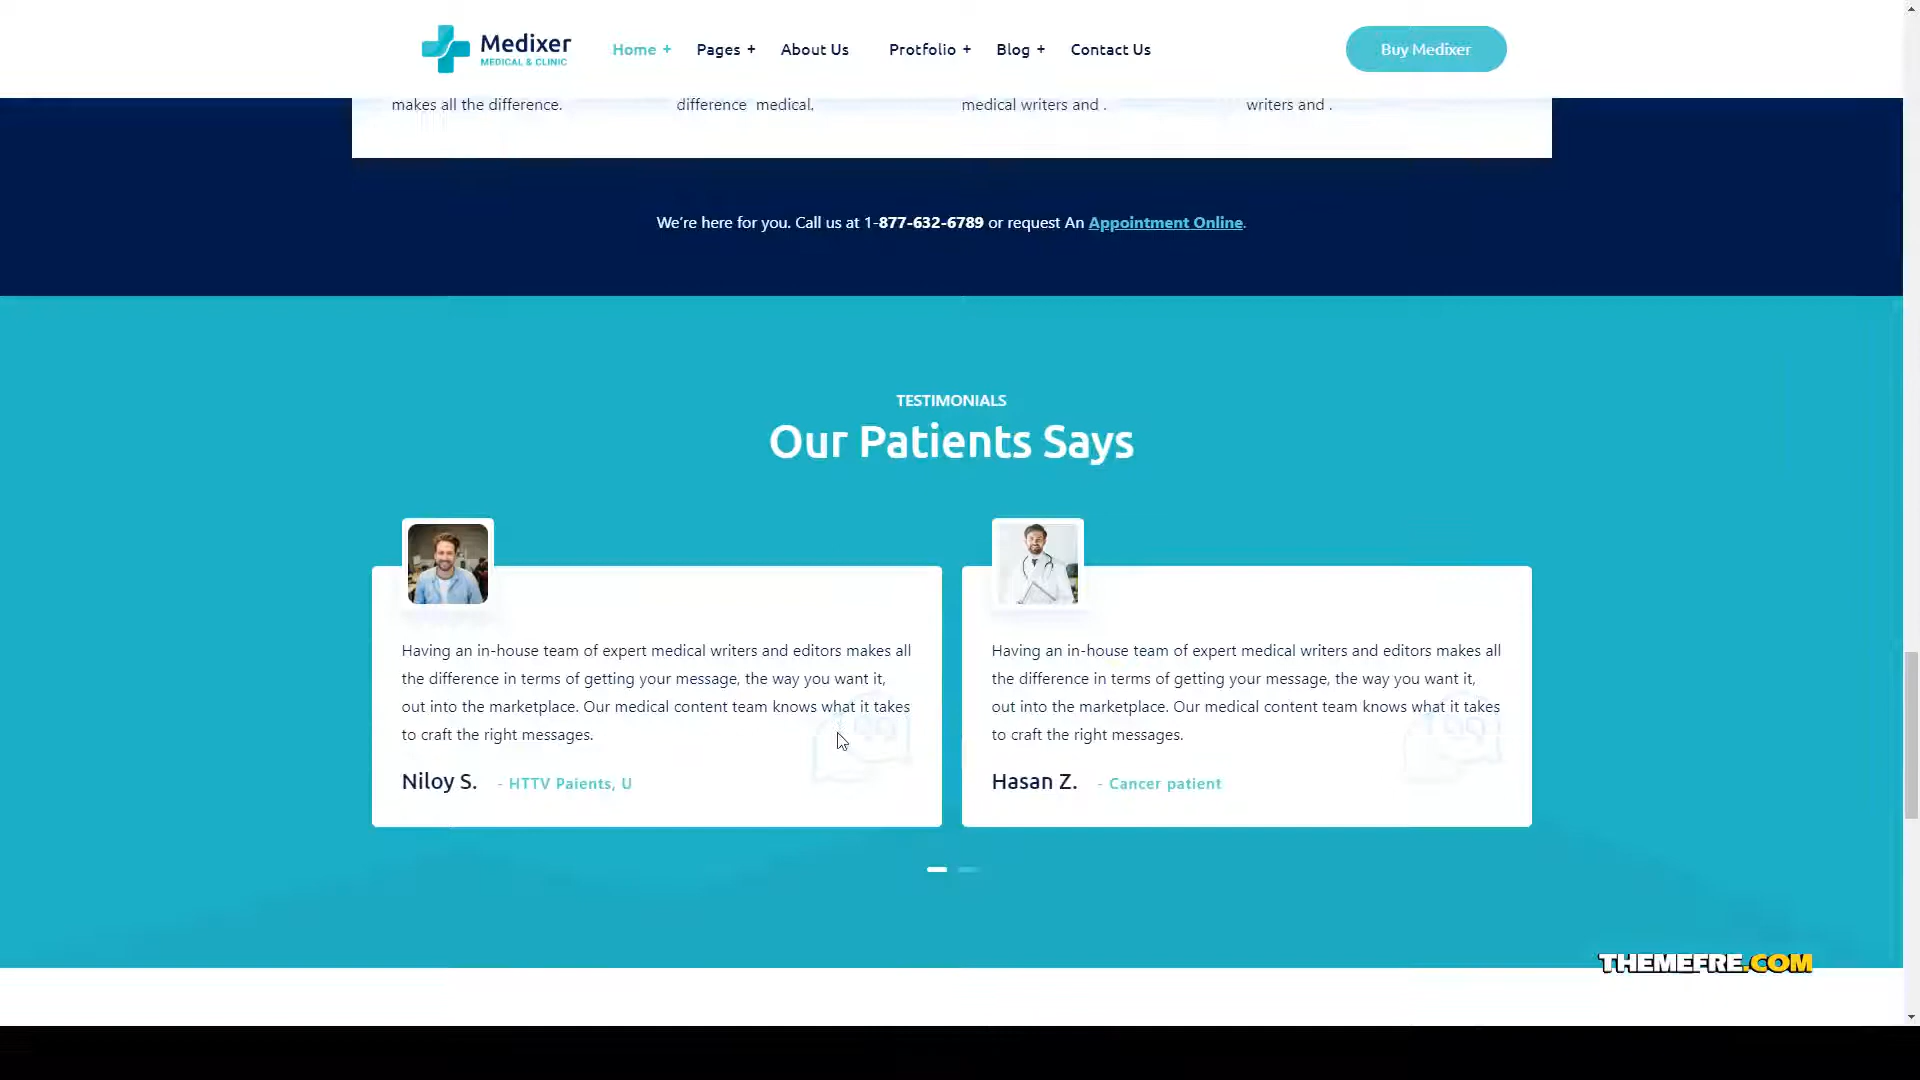 Medixer
MEDICAL & CLINIC
Home +
Pages +
About Us
Protfolio +
Blog +
Contact Us
Buy Medixer
makes all the difference.
difference medical,
medical writers and .
writers and .
We're here for you. Call us at 1-877-632-6789 or request An Appointment Online.
TESTIMONIALS
Our Patients Says
Having an in-house team of expert medical writers and editors makes all
the difference in terms of getting your message, the way you want it,
out into the marketplace. Our medical content team knows what it takes
to craft the right messages.
Niloy S. - HTTV Paients, U
Having an in-house team of expert medical writers and editors makes all
the difference in terms of getting your message, the way you want it,
out into the marketplace. Our medical content team knows what it takes
to craft the right messages.
Hasan Z. - Cancer patient
THEMEFRE.COM